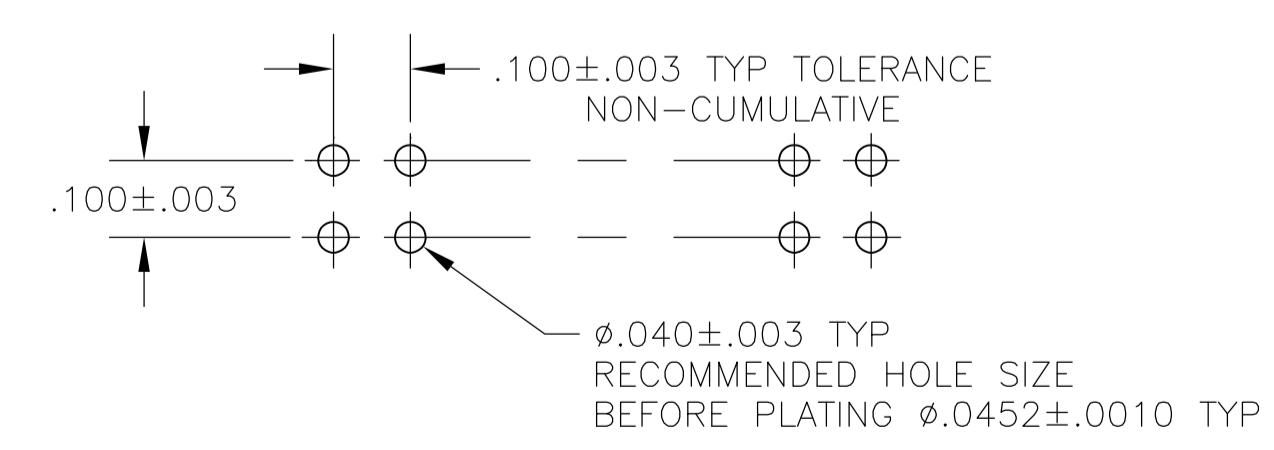 .100±.003 TYP TOLERANCE
NON-CUMULATIVE
.100±.003
⌀.040±.003 TYP
RECOMMENDED HOLE SIZE
BEFORE PLATING ⌀.0452±.0010 TYP